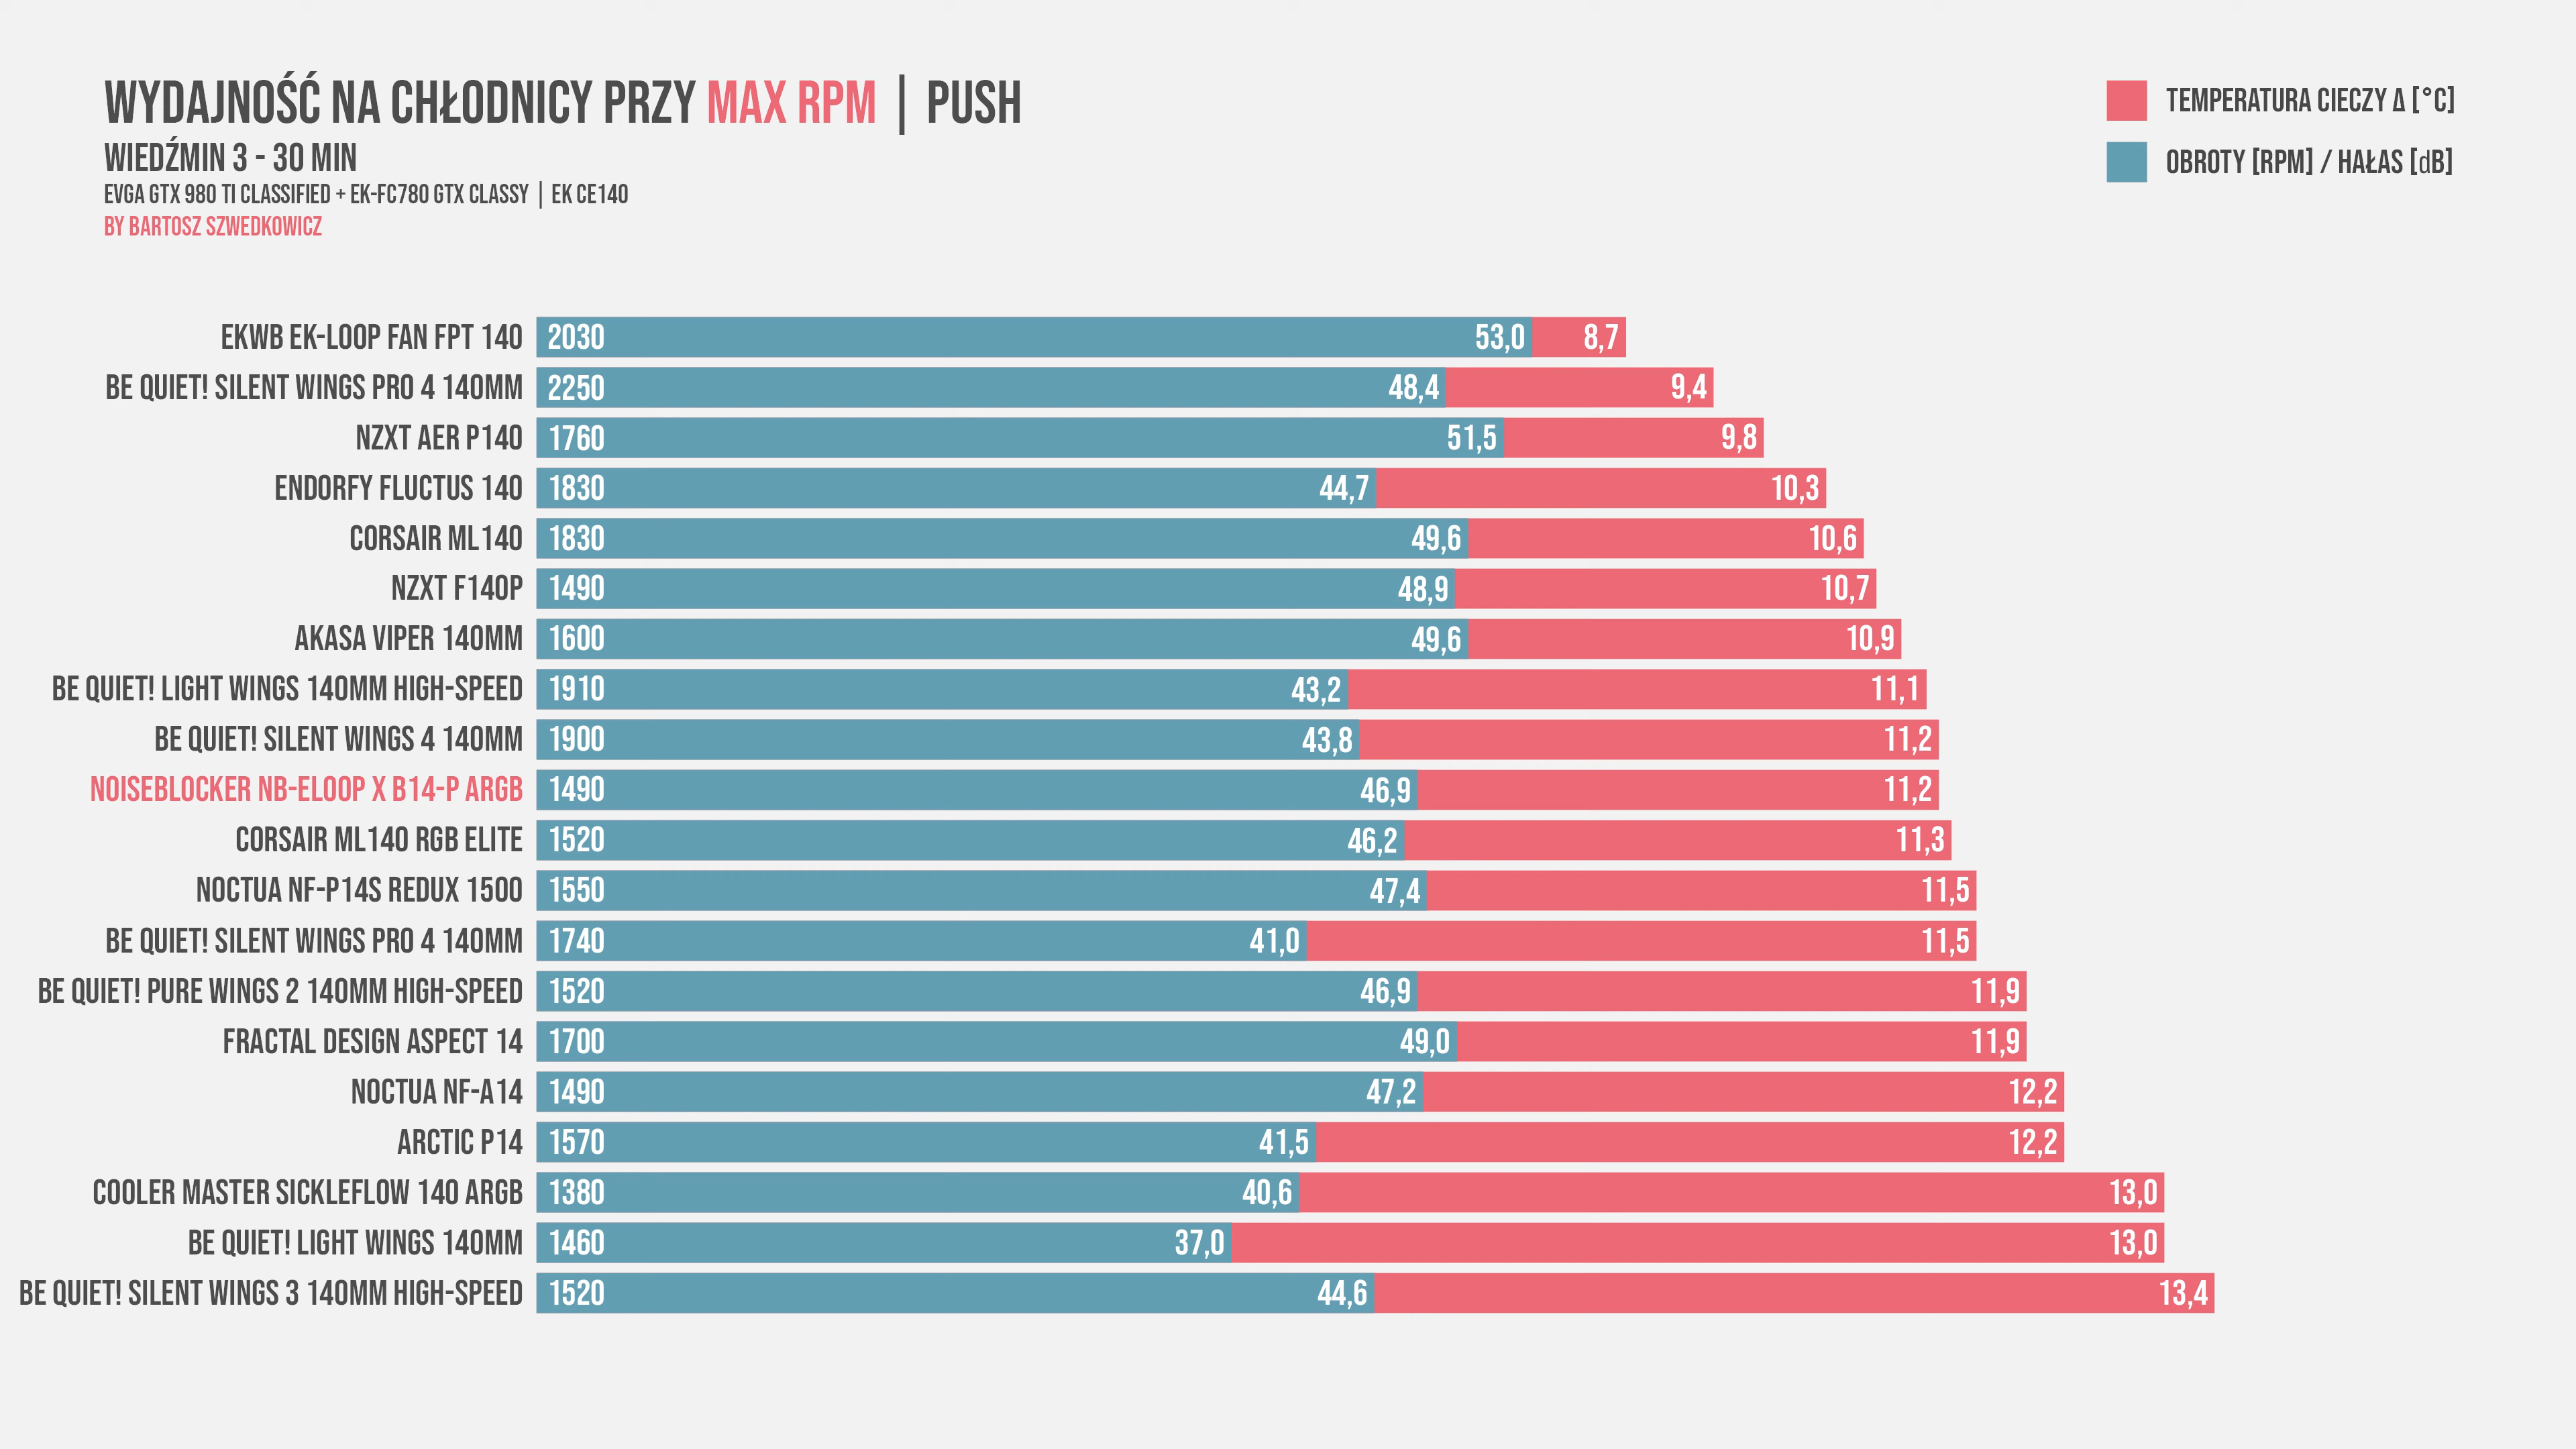 WYDAJNOŚĆ NA CHŁODNICY PRZY MAX RPM | PUSH
WIEDŹMIN 3 - 30 MIN
EVGA GTX 980 TI CLASSIFIED + EK-FC780 GTX CLASSY | EK CE140
BY BARTOSZ SZWEDKOWICZ
TEMPERATURA CIECZY Δ [°C]
OBROTY [RPM] / HAŁAS [dB]
EKWB EK-LOOP FAN FPT 140 2030 53,0 8,7
BE QUIET! SILENT WINGS PRO 4 140MM 2250 48,4 9,4
NZXT AER P140 1760 51,5 9,8
ENDORFY FLUCTUS 140 1830 44,7 10,3
CORSAIR ML140 1830 49,6 10,6
NZXT F140P 1490 48,9 10,7
AKASA VIPER 140MM 1600 49,6 10,9
BE QUIET! LIGHT WINGS 140MM HIGH-SPEED 1910 43,2 11,1
BE QUIET! SILENT WINGS 4 140MM 1900 43,8 11,2
NOISEBLOCKER NB-ELOOP X B14-P ARGB 1490 46,9 11,2
CORSAIR ML140 RGB ELITE 1520 46,2 11,3
NOCTUA NF-P14S REDUX 1500 1550 47,4 11,5
BE QUIET! SILENT WINGS PRO 4 140MM 1740 41,0 11,5
BE QUIET! PURE WINGS 2 140MM HIGH-SPEED 1520 46,9 11,9
FRACTAL DESIGN ASPECT 14 1700 49,0 11,9
NOCTUA NF-A14 1490 47,2 12,2
ARCTIC P14 1570 41,5 12,2
COOLER MASTER SICKLEFLOW 140 ARGB 1380 40,6 13,0
BE QUIET! LIGHT WINGS 140MM 1460 37,0 13,0
BE QUIET! SILENT WINGS 3 140MM HIGH-SPEED 1520 44,6 13,4